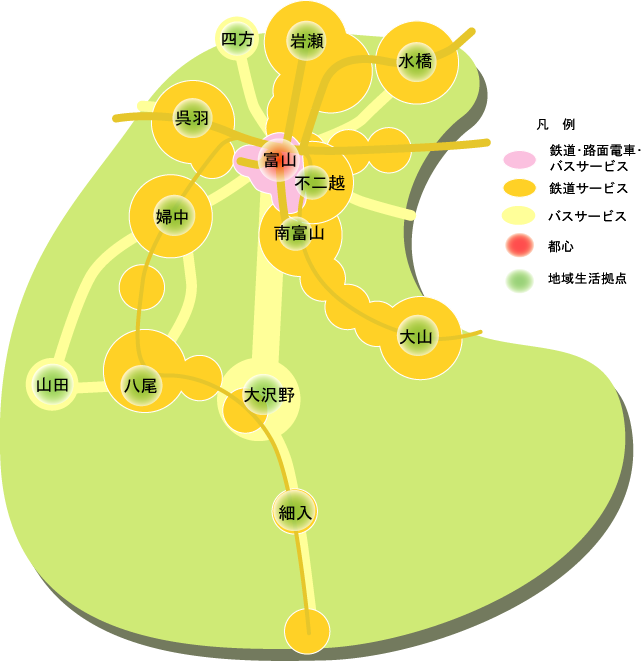 四方
岩瀬
水橋
呉羽
富山
不二越
婦中
南富山
大山
山田
八尾
大沢野
細入
凡 例
鉄道・路面電車・
バスサービス
鉄道サービス
バスサービス
都心
地域生活拠点